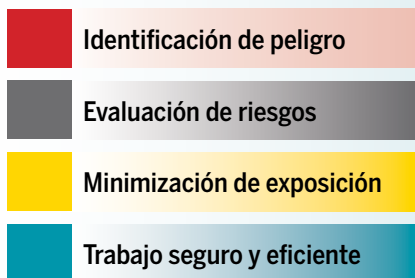 Identificación de peligro
Evaluación de riesgos
Minimización de exposición
Trabajo seguro y eficiente